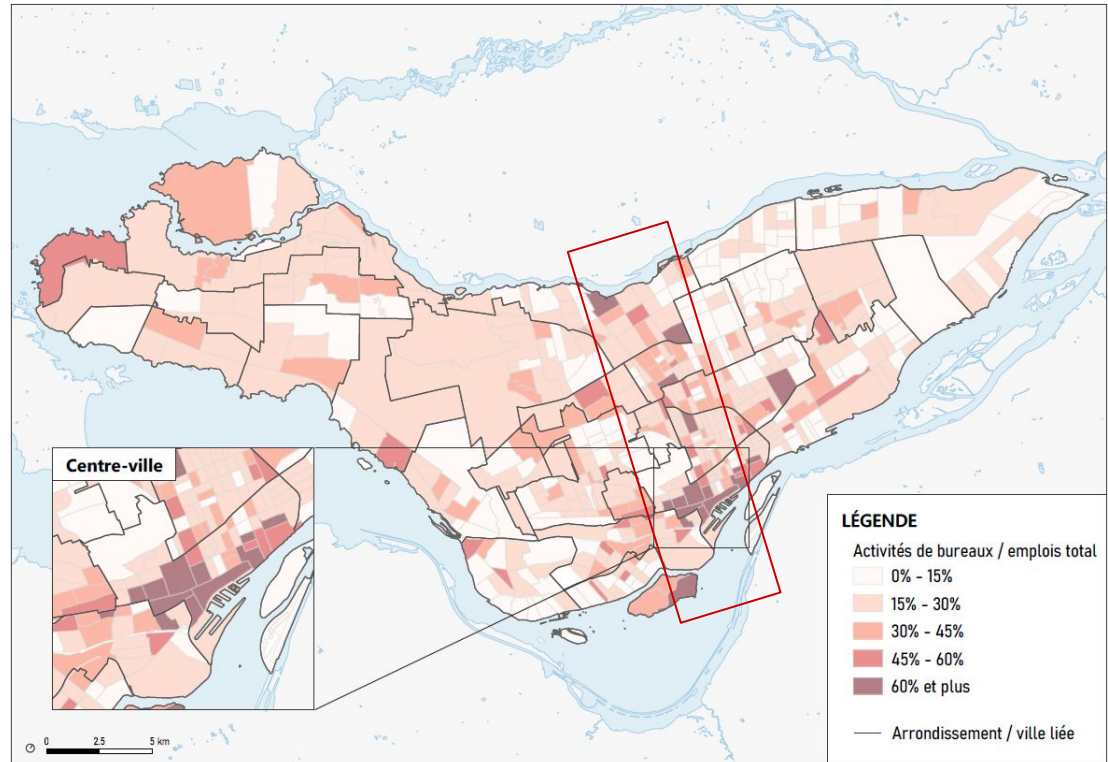 Centre-ville
0 2.5 5 km
LÉGENDE
Activités de bureaux / emplois total
0% - 15%
15% - 30%
30% - 45%
45% - 60%
60% et plus
Arrondissement / ville liée